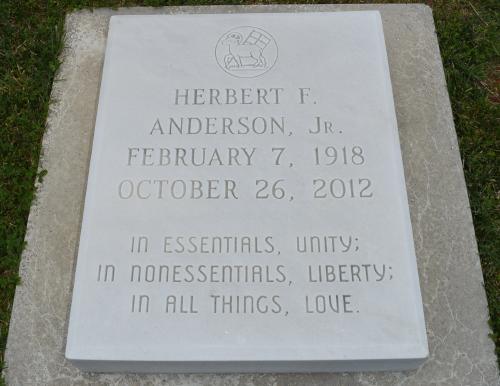 HERBERT F.
ANDERSON, JR.
FEBRUARY 7, 1918
OCTOBER 26, 2012
IN ESSENTIALS, UNITY;
IN NONESSENTIALS, LIBERTY;
IN ALL THINGS, LOVE.